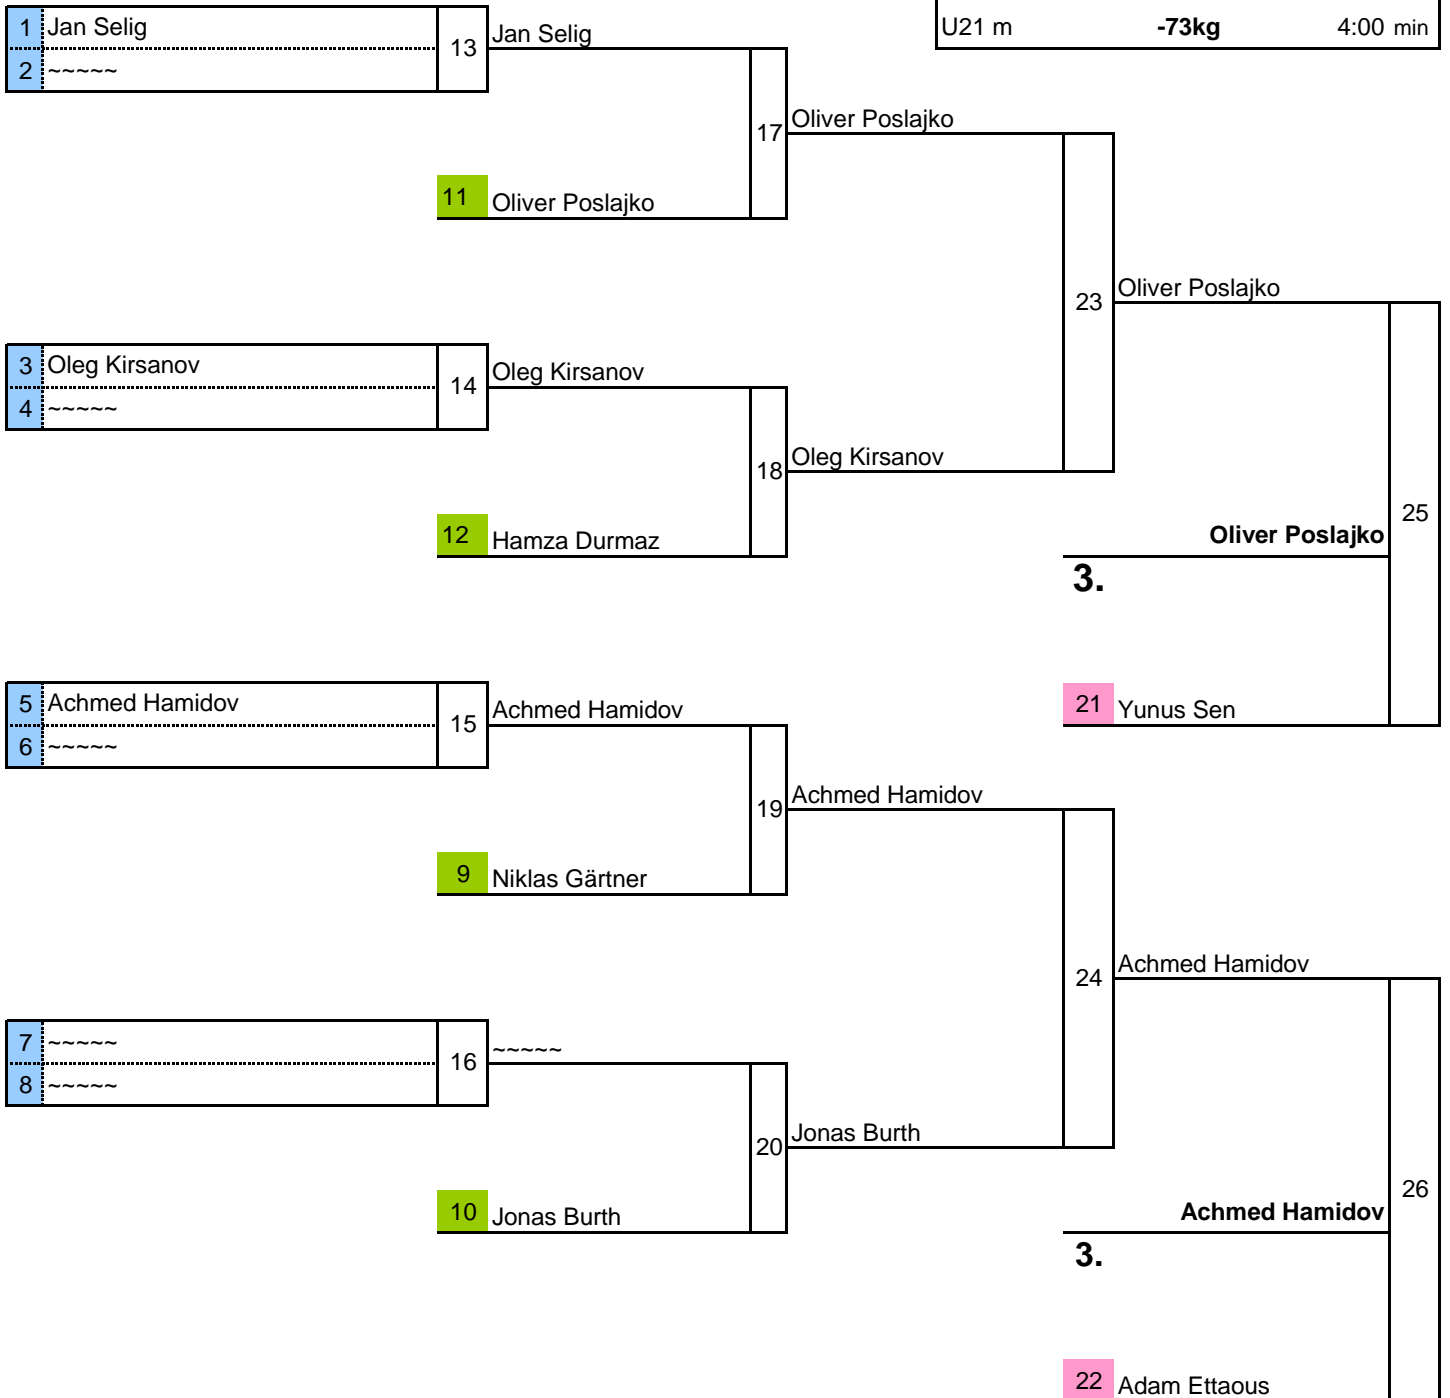 U21 m -73kg 4:00 min
1 Jan Selig
2 ~~~~~
13 Jan Selig
17 Oliver Poslajko
11 Oliver Poslajko
23 Oliver Poslajko
3 Oleg Kirsanov
4 ~~~~~
14 Oleg Kirsanov
18 Oleg Kirsanov
12 Hamza Durmaz
25
Oliver Poslajko
3.
5 Achmed Hamidov
6 ~~~~~
15 Achmed Hamidov
21 Yunus Sen
19 Achmed Hamidov
9 Niklas Gärtner
24 Achmed Hamidov
7 ~~~~~
8 ~~~~~
16 ~~~~~
20 Jonas Burth
10 Jonas Burth
26
Achmed Hamidov
3.
22 Adam Ettaous